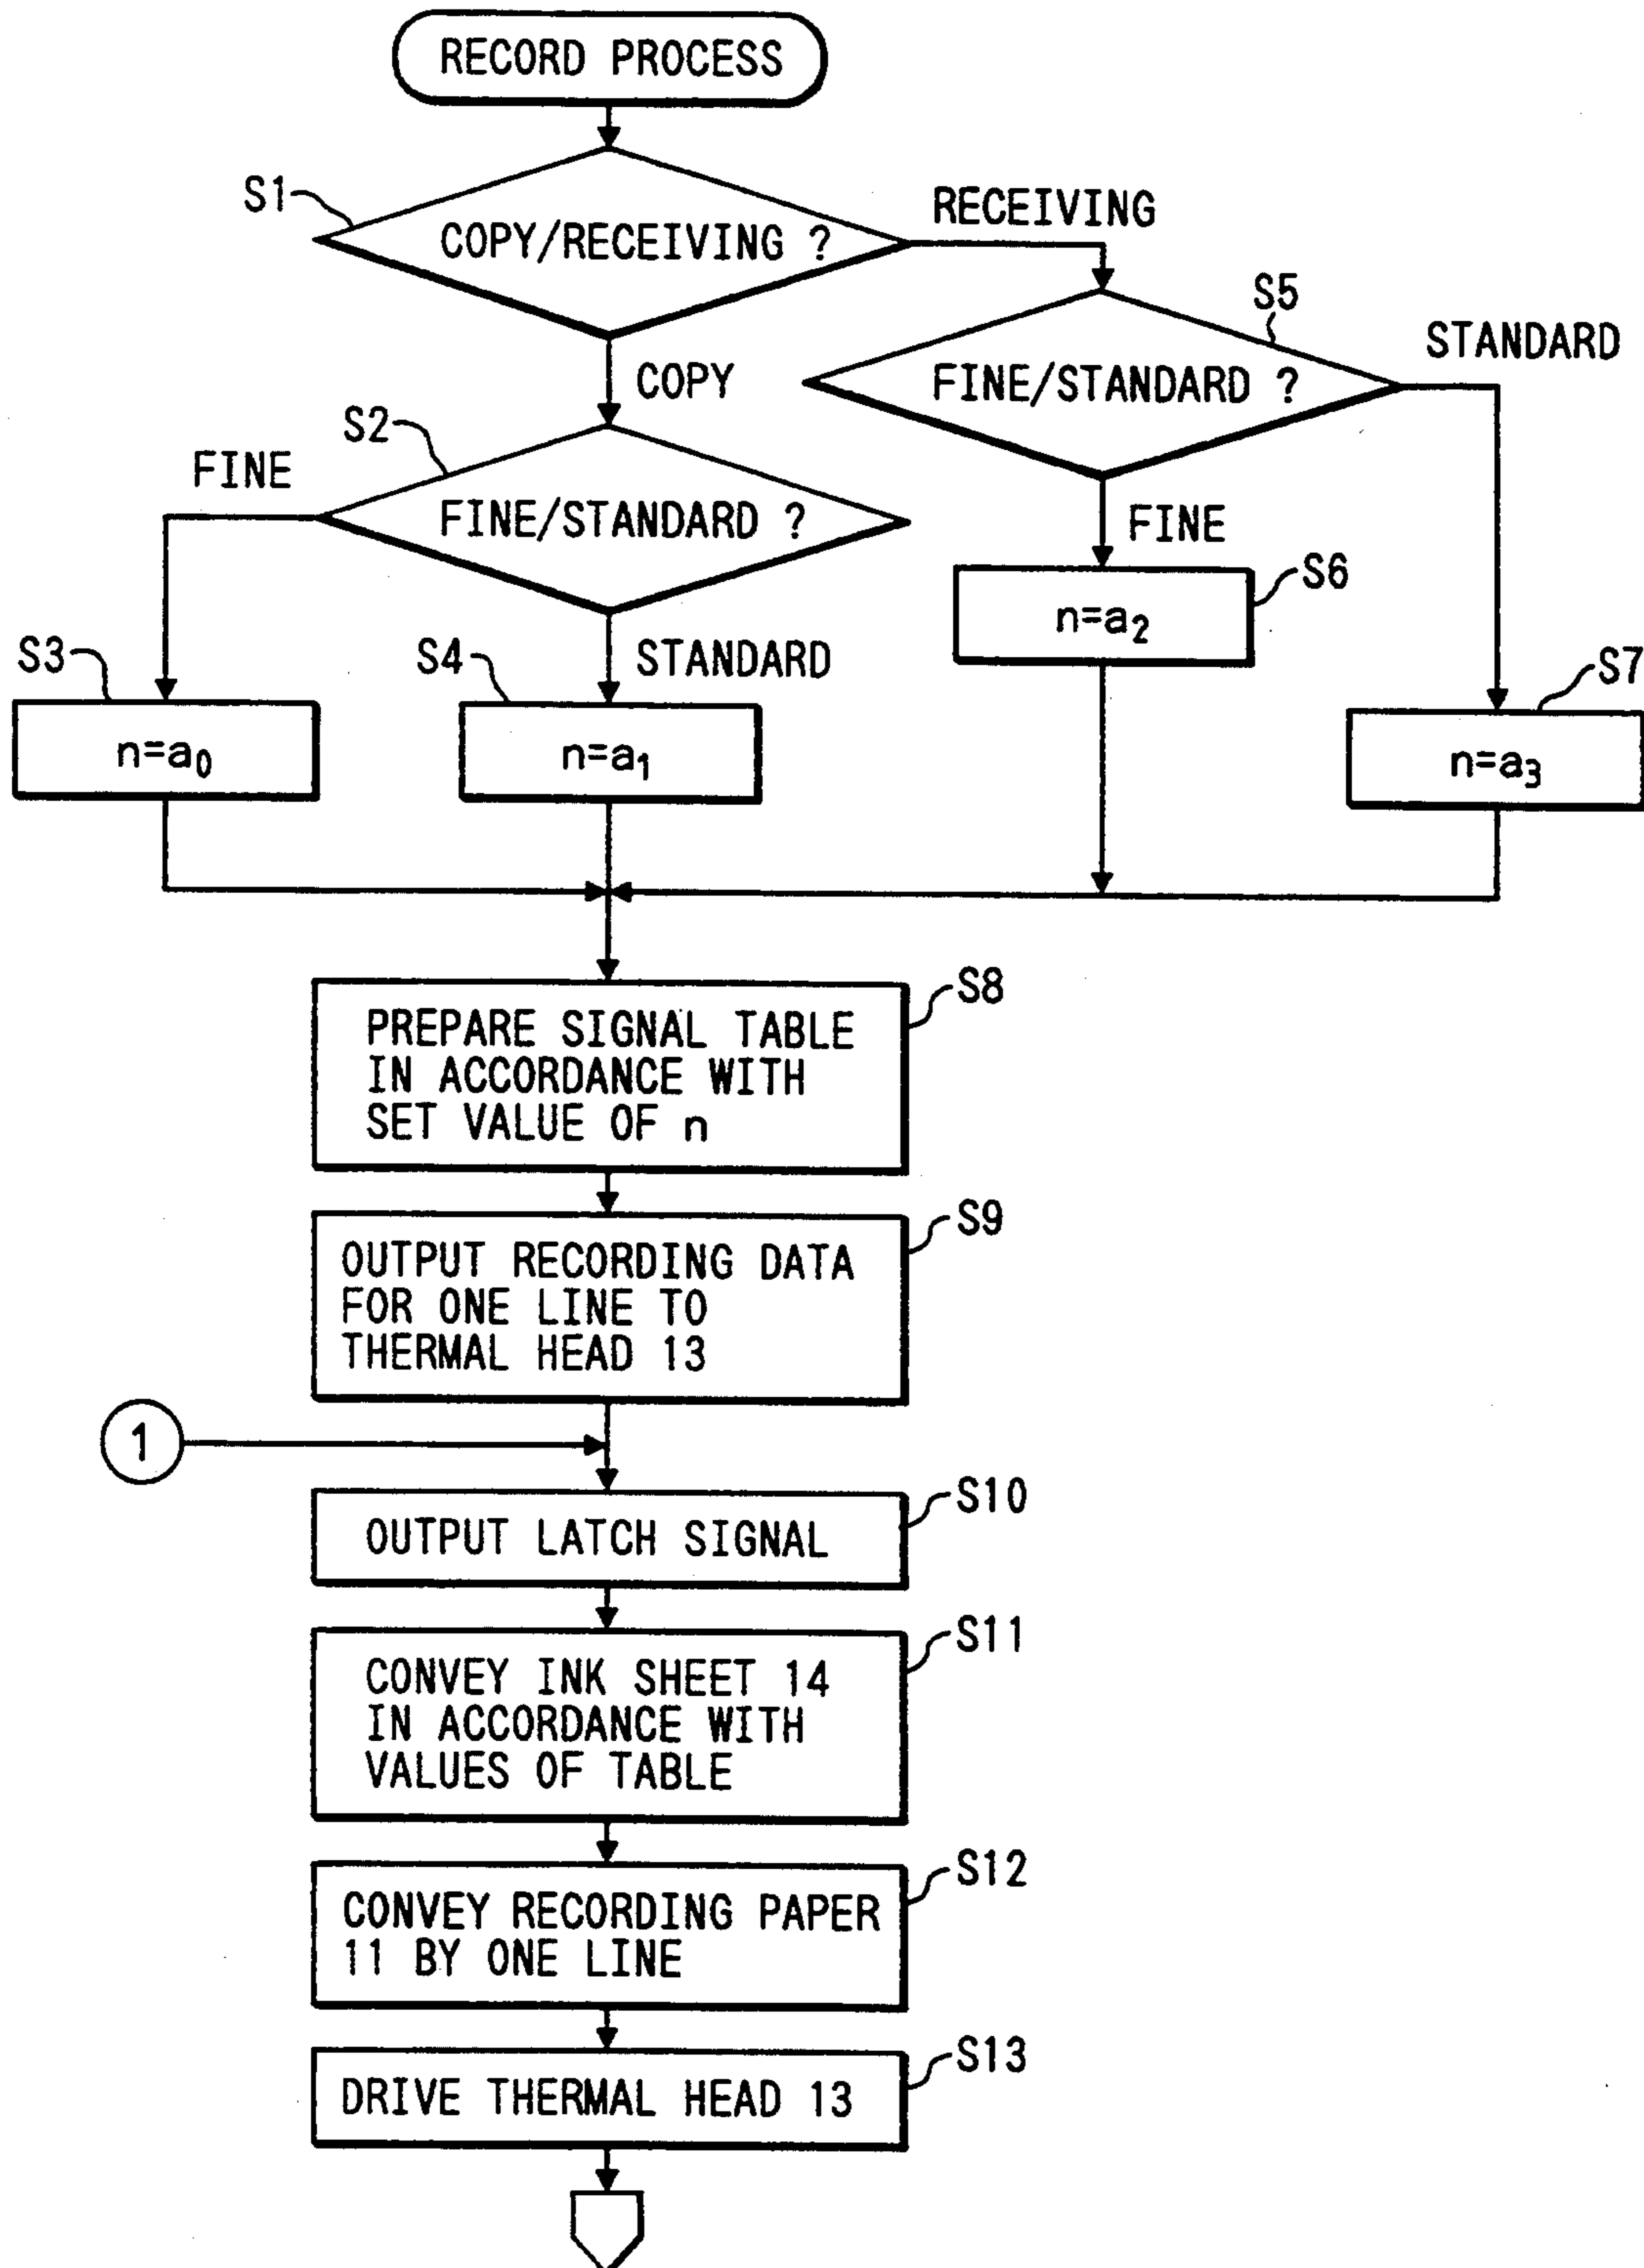 RECORD PROCESS
S1
COPY/RECEIVING ?
RECEIVING
COPY
S5
FINE/STANDARD ?
STANDARD
S2
FINE
FINE/STANDARD ?
FINE
S6
n=a₂
S3
n=a₀
S4
STANDARD
n=a₁
S7
n=a₃
S8
PREPARE SIGNAL TABLE
IN ACCORDANCE WITH
SET VALUE OF n
S9
OUTPUT RECORDING DATA
FOR ONE LINE TO
THERMAL HEAD 13
1
S10
OUTPUT LATCH SIGNAL
S11
CONVEY INK SHEET 14
IN ACCORDANCE WITH
VALUES OF TABLE
S12
CONVEY RECORDING PAPER
11 BY ONE LINE
S13
DRIVE THERMAL HEAD 13